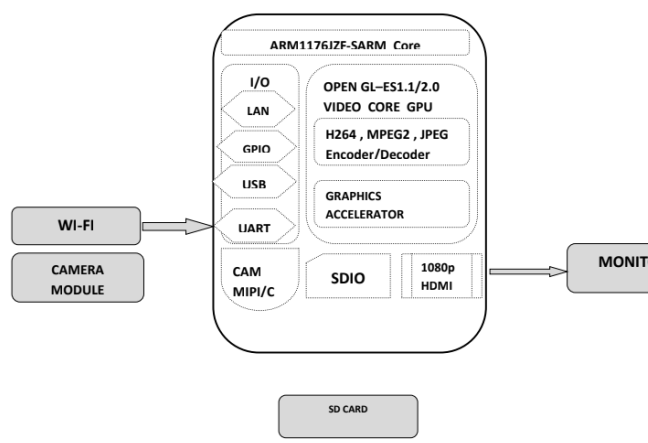 ARM1176JZF-SARM Core
I/O
LAN
GPIO
USB
UART
OPEN GL–ES1.1/2.0
VIDEO CORE GPU
H264 , MPEG2 , JPEG
Encoder/Decoder
GRAPHICS
ACCELERATOR
WI-FI
CAMERA
MODULE
CAM
MIPI/C
SDIO
1080p
HDMI
MONIT
SD CARD